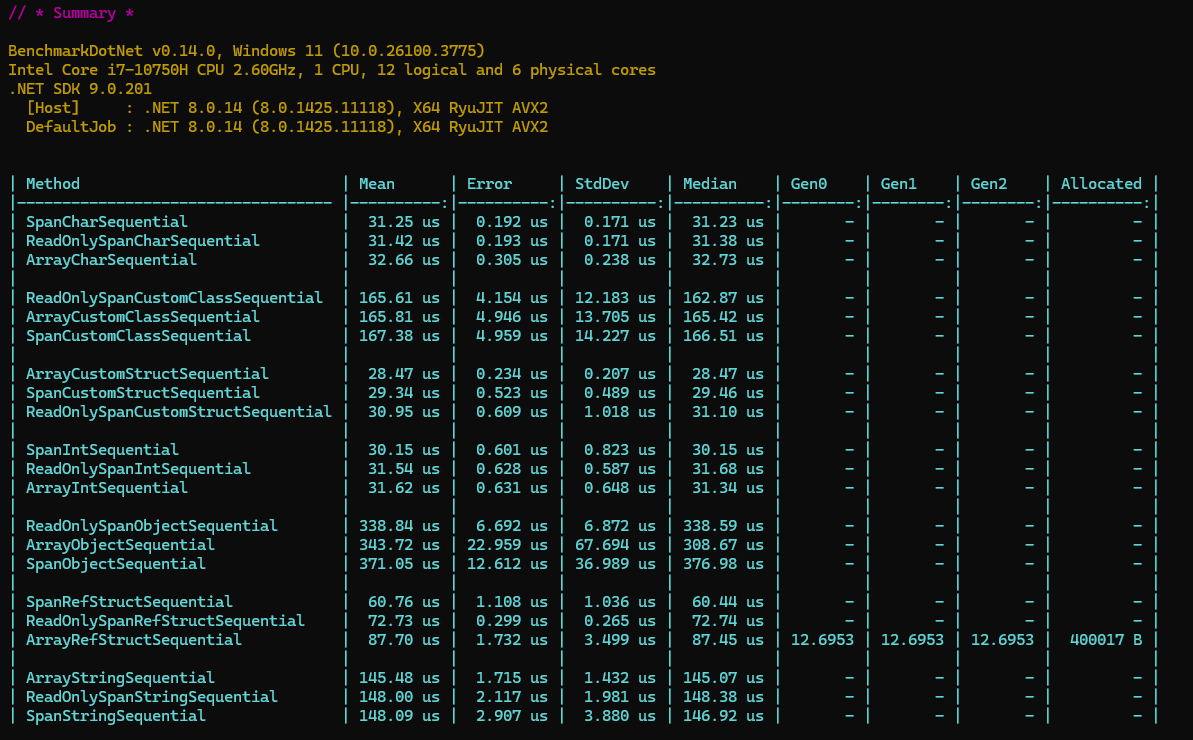 // * Summary *
BenchmarkDotNet v0.14.0, Windows 11 (10.0.26100.3775)
Intel Core i7-10750H CPU 2.60GHz, 1 CPU, 12 logical and 6 physical cores
.NET SDK 9.0.201
  [Host]     : .NET 8.0.14 (8.0.1425.11118), X64 RyuJIT AVX2
  DefaultJob : .NET 8.0.14 (8.0.1425.11118), X64 RyuJIT AVX2
| Method                            | Mean      | Error     | StdDev    | Median    | Gen0    | Gen1    | Gen2    | Allocated |
|---------------------------------- |----------:|----------:|----------:|----------:|--------:|--------:|--------:|----------:|
| SpanCharSequential                |  31.25 us |  0.192 us |  0.171 us |  31.23 us |       - |       - |       - |         - |
| ReadOnlySpanCharSequential        |  31.42 us |  0.193 us |  0.171 us |  31.38 us |       - |       - |       - |         - |
| ArrayCharSequential               |  32.66 us |  0.305 us |  0.238 us |  32.73 us |       - |       - |       - |         - |
|                                   |           |           |           |           |         |         |         |           |
| ReadOnlySpanCustomClassSequential | 165.61 us |  4.154 us | 12.183 us | 162.87 us |       - |       - |       - |         - |
| ArrayCustomClassSequential        | 165.81 us |  4.946 us | 13.705 us | 165.42 us |       - |       - |       - |         - |
| SpanCustomClassSequential         | 167.38 us |  4.959 us | 14.227 us | 166.51 us |       - |       - |       - |         - |
|                                   |           |           |           |           |         |         |         |           |
| ArrayCustomStructSequential       |  28.47 us |  0.234 us |  0.207 us |  28.47 us |       - |       - |       - |         - |
| SpanCustomStructSequential        |  29.34 us |  0.523 us |  0.489 us |  29.46 us |       - |       - |       - |         - |
| ReadOnlySpanCustomStructSequential |  30.95 us |  0.609 us |  1.018 us |  31.10 us |       - |       - |       - |         - |
|                                   |           |           |           |           |         |         |         |           |
| SpanIntSequential                 |  30.15 us |  0.601 us |  0.823 us |  30.15 us |       - |       - |       - |         - |
| ReadOnlySpanIntSequential         |  31.54 us |  0.628 us |  0.587 us |  31.68 us |       - |       - |       - |         - |
| ArrayIntSequential                |  31.62 us |  0.631 us |  0.648 us |  31.34 us |       - |       - |       - |         - |
|                                   |           |           |           |           |         |         |         |           |
| ReadOnlySpanObjectSequential      | 338.84 us |  6.692 us |  6.872 us | 338.59 us |       - |       - |       - |         - |
| ArrayObjectSequential             | 343.72 us | 22.959 us | 67.694 us | 308.67 us |       - |       - |       - |         - |
| SpanObjectSequential              | 371.05 us | 12.612 us | 36.989 us | 376.98 us |       - |       - |       - |         - |
|                                   |           |           |           |           |         |         |         |           |
| SpanRefStructSequential           |  60.76 us |  1.108 us |  1.036 us |  60.44 us |       - |       - |       - |         - |
| ReadOnlySpanRefStructSequential   |  72.73 us |  0.299 us |  0.265 us |  72.74 us |       - |       - |       - |         - |
| ArrayRefStructSequential          |  87.70 us |  1.732 us |  3.499 us |  87.45 us | 12.6953 | 12.6953 | 12.6953 |  400017 B |
|                                   |           |           |           |           |         |         |         |           |
| ArrayStringSequential             | 145.48 us |  1.715 us |  1.432 us | 145.07 us |       - |       - |       - |         - |
| ReadOnlySpanStringSequential      | 148.00 us |  2.117 us |  1.981 us | 148.38 us |       - |       - |       - |         - |
| SpanStringSequential              | 148.09 us |  2.907 us |  3.880 us | 146.92 us |       - |       - |       - |         - |